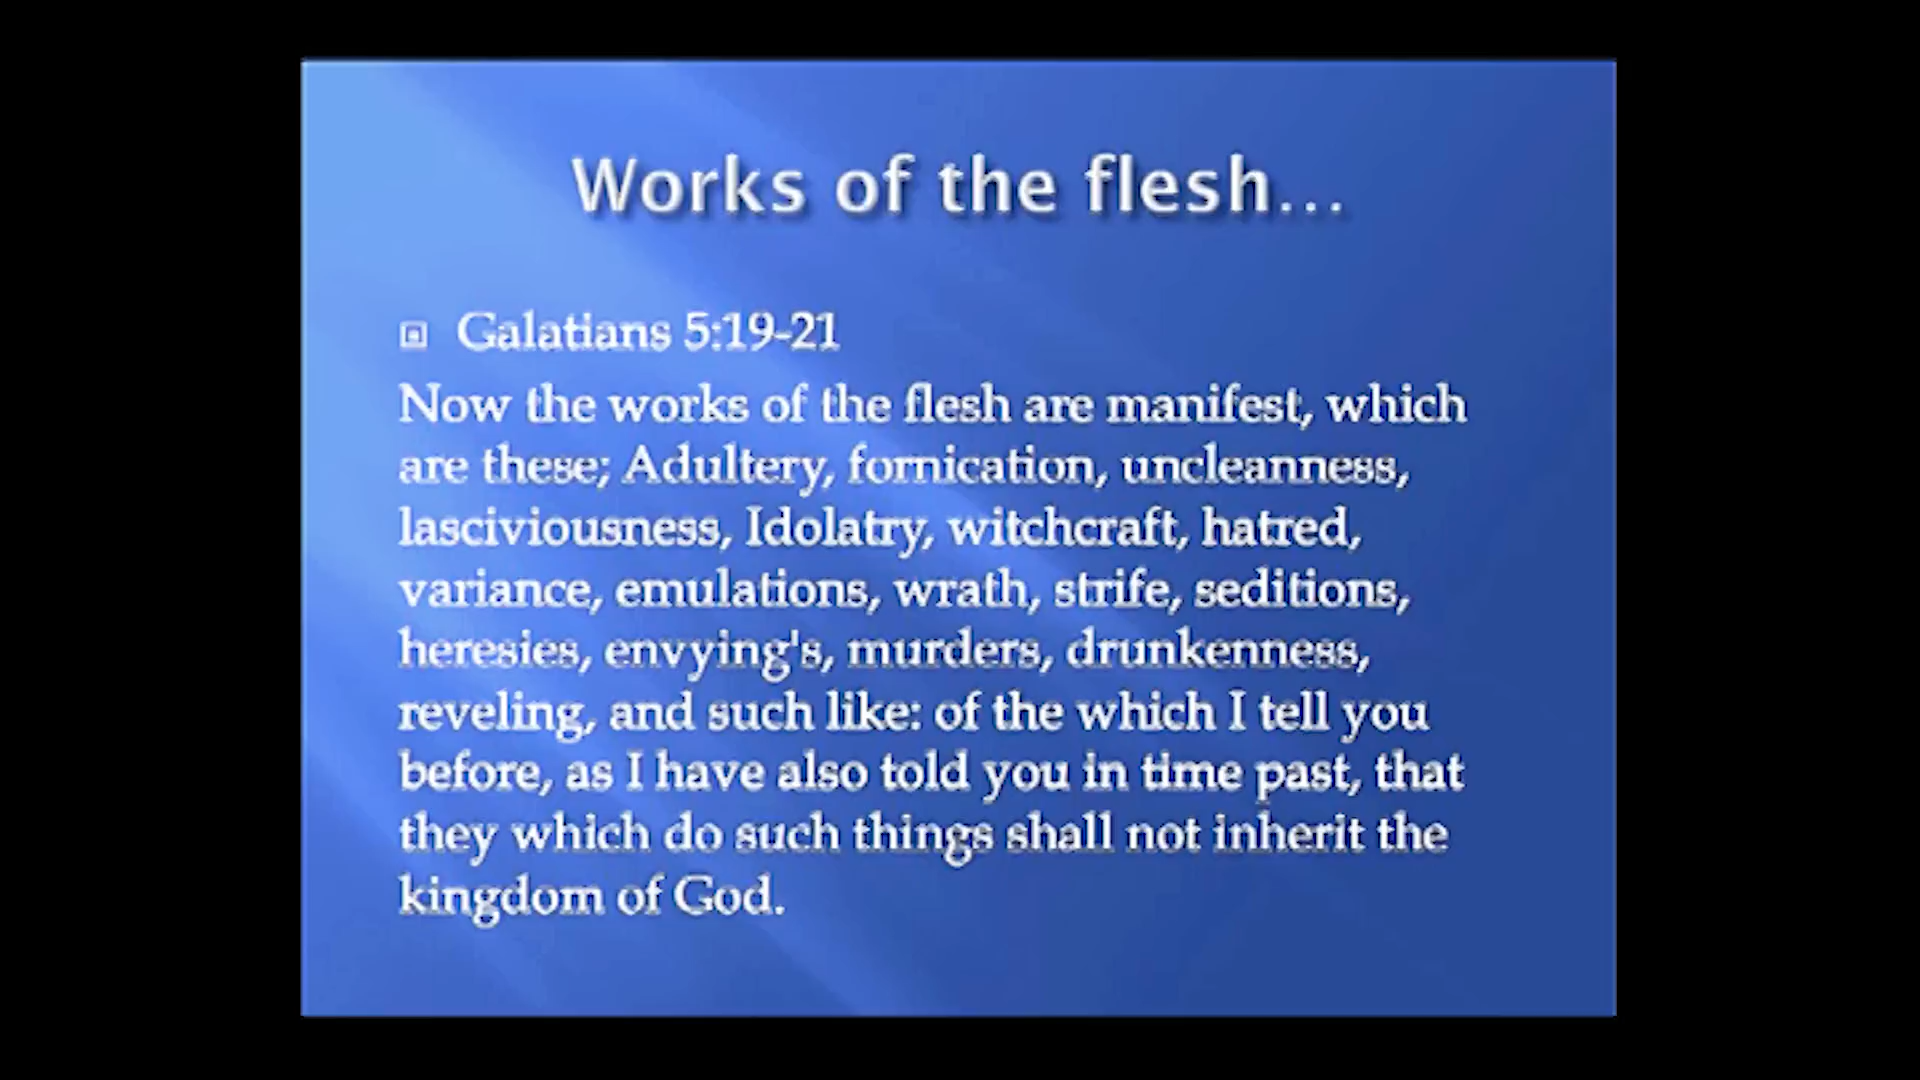 Works of the flesh...
Galatians 5:19-21
Now the works of the flesh are manifest, which
are these; Adultery, fornication, uncleanness,
lasciviousness, Idolatry, witchcraft, hatred,
variance, emulations, wrath, strife, seditions,
heresies, envying's, murders, drunkenness,
reveling, and such like: of the which I tell you
before, as I have also told you in time past, that
they which do such things shall not inherit the
kingdom of God.